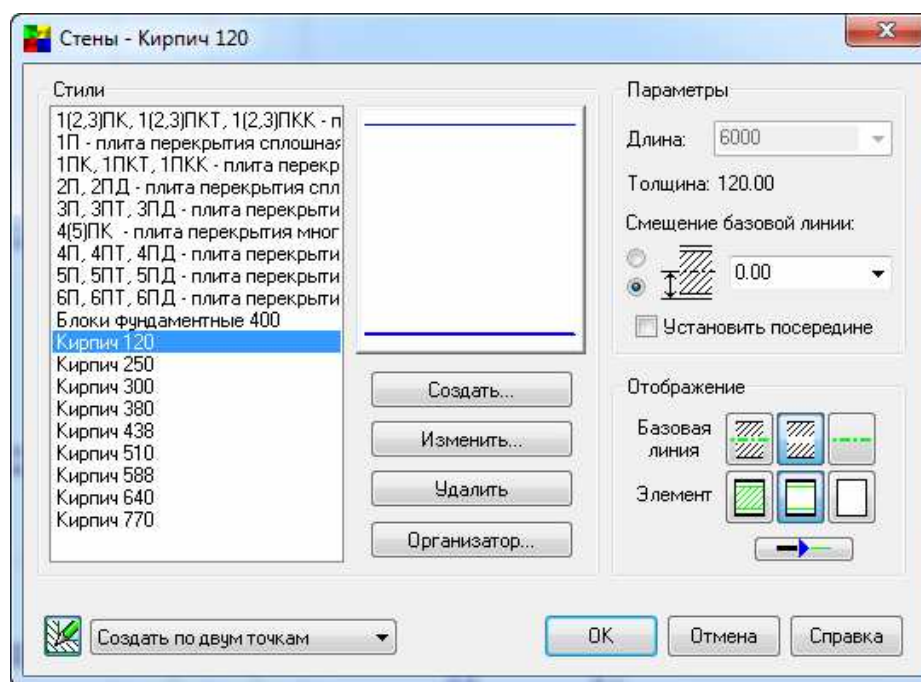 Стены - Кирпич 120
Стили
1(2,3)ПК, 1(2,3)ПКТ, 1(2,3)ПКК - п
1П - плита перекрытия сплошная
1ПК, 1ПКТ, 1ПКК - плита перекр
2П, 2ПД - плита перекрытия спл
3П, 3ПТ, 3ПД - плита перекрыти
4(5)ПК - плита перекрытия мног
4П, 4ПТ, 4ПД - плита перекрыти
5П, 5ПТ, 5ПД - плита перекрыти
6П, 6ПТ, 6ПД - плита перекрыти
Блоки фундаментные 400
Кирпич 120
Кирпич 250
Кирпич 300
Кирпич 380
Кирпич 438
Кирпич 510
Кирпич 588
Кирпич 640
Кирпич 770
Создать...
Изменить...
Удалить
Организатор...
Параметры
Длина: 6000
Толщина: 120.00
Смещение базовой линии:
0.00
Установить посередине
Отображение
Базовая
линия
Элемент
Создать по двум точкам
OK
Отмена
Справка